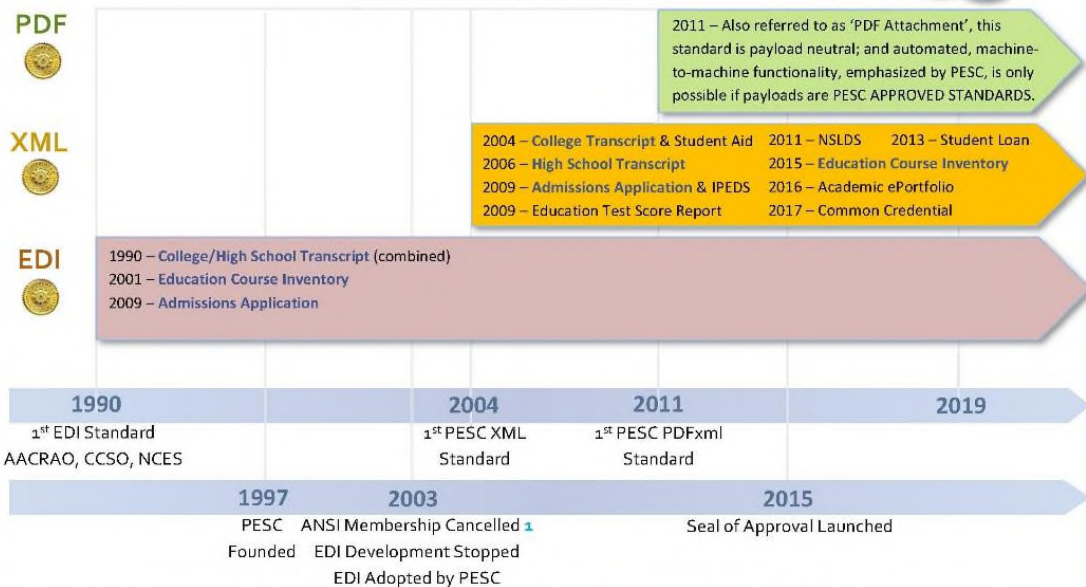 PDF
2011 – Also referred to as ‘PDF Attachment’, this
standard is payload neutral; and automated, machine-
to-machine functionality, emphasized by PESC, is only
possible if payloads are PESC APPROVED STANDARDS.
XML
2004 – College Transcript & Student Aid
2006 – High School Transcript
2009 – Admissions Application & IPEDS
2009 – Education Test Score Report
2011 – NSLDS 2013 – Student Loan
2015 – Education Course Inventory
2016 – Academic ePortfolio
2017 – Common Credential
EDI
1990 – College/High School Transcript (combined)
2001 – Education Course Inventory
2009 – Admissions Application
1990 2004 2011 2019
1st EDI Standard
AACRAO, CCSO, NCES
1st PESC XML
Standard
1st PESC PDFxml
Standard
1997 2003 2015
PESC
Founded
ANSI Membership Cancelled 1
EDI Development Stopped
EDI Adopted by PESC
Seal of Approval Launched